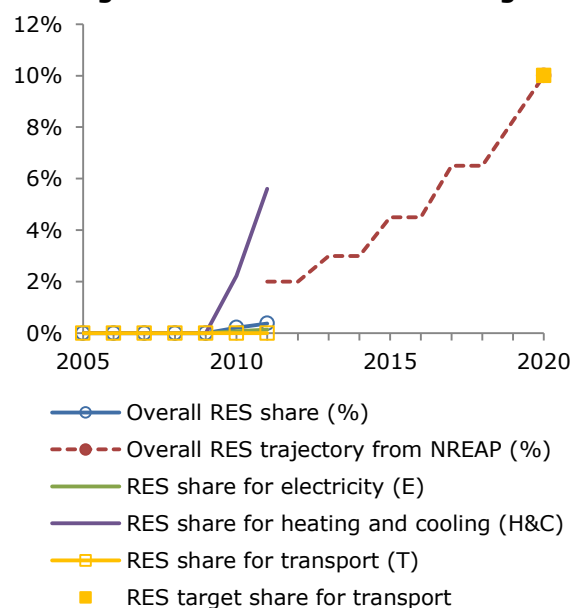 12%
10%
8%
6%
4%
2%
0%
2005 2010 2015 2020
Overall RES share (%)
Overall RES trajectory from NREAP (%)
RES share for electricity (E)
RES share for heating and cooling (H&C)
RES share for transport (T)
RES target share for transport